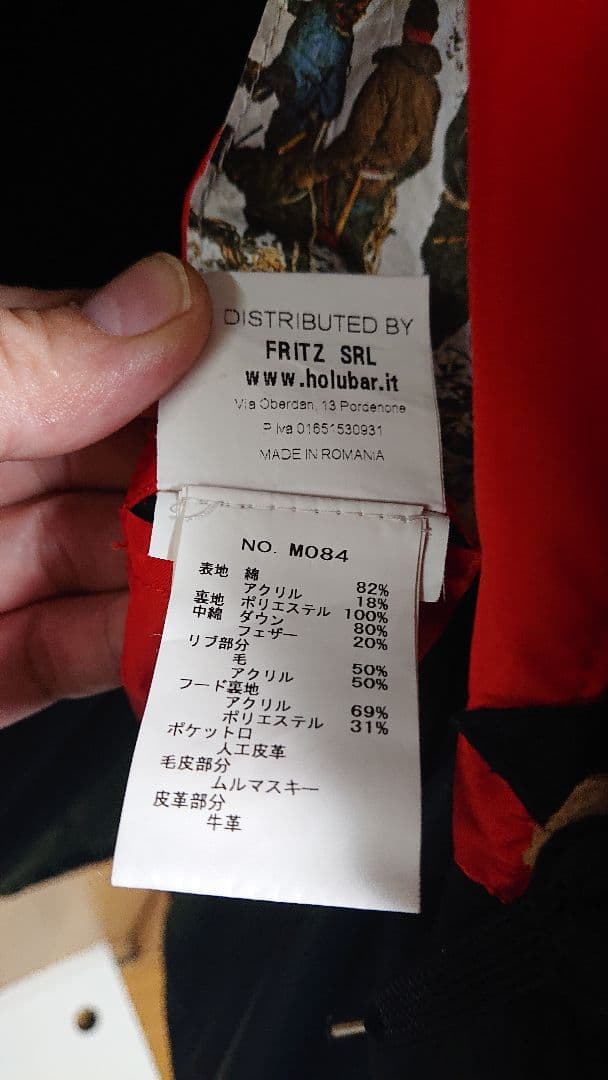 DISTRIBUTED BY
FRITZ SRL
www.holubar.it
Via Oberdan, 13 Pordenone
P.iva 01651530931
MADE IN ROMANIA
NO. M084
表地 綿 82%
アクリル 18%
裏地 ポリエステル 100%
中綿 ダウン 80%
フェザー 20%
リブ部分
毛 50%
アクリル 50%
フード裏地
アクリル 69%
ポリエステル 31%
ポケット口
人工皮革
毛皮部分
ムルマスキー
皮革部分
牛革